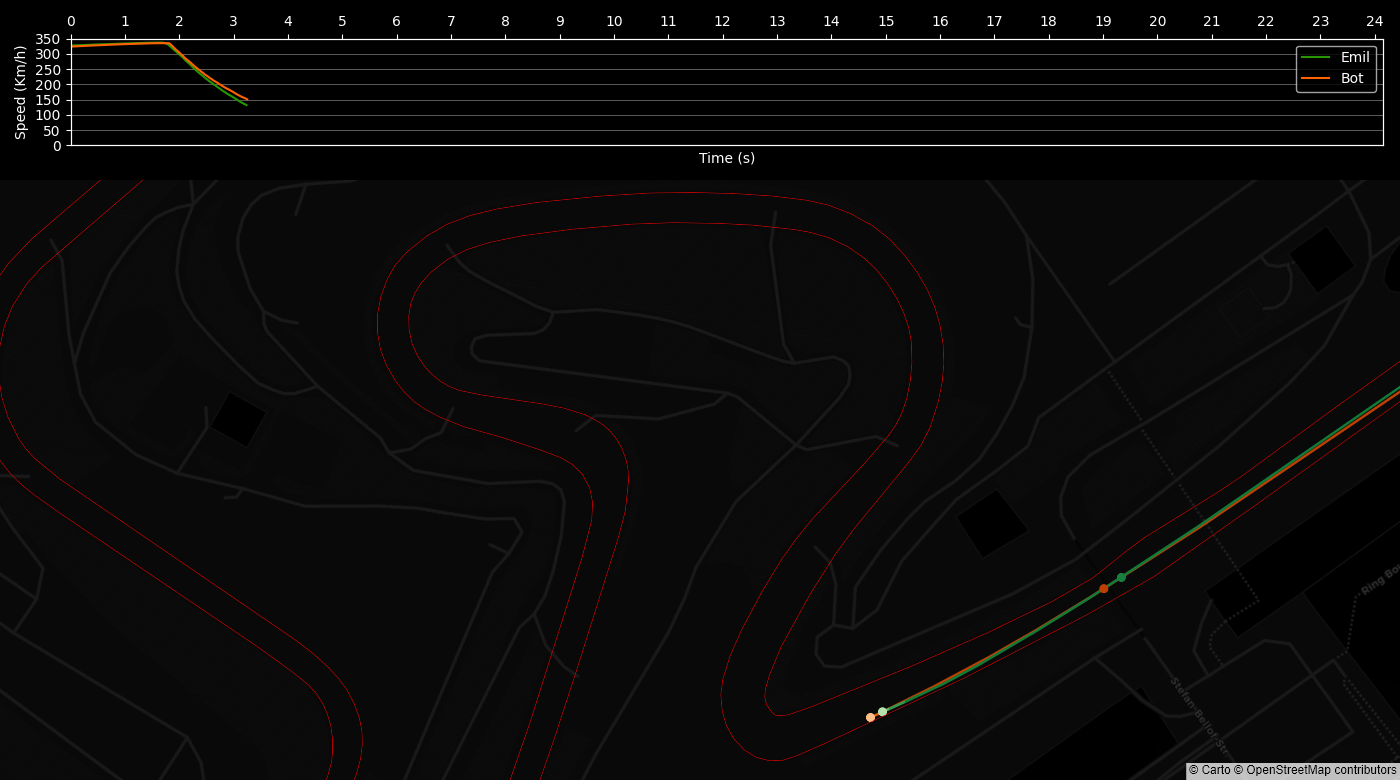 0 1 2 3 4 5 6 7 8 9 10 11 12 13 14 15 16 17 18 19 20 21 22 23 24
350
300
250
200
150
100
50
0
Speed (Km/h)
Emil
Bot
Time (s)
Ring Bo
Stefan-Bellof-Str
© Carto © OpenStreetMap contributors